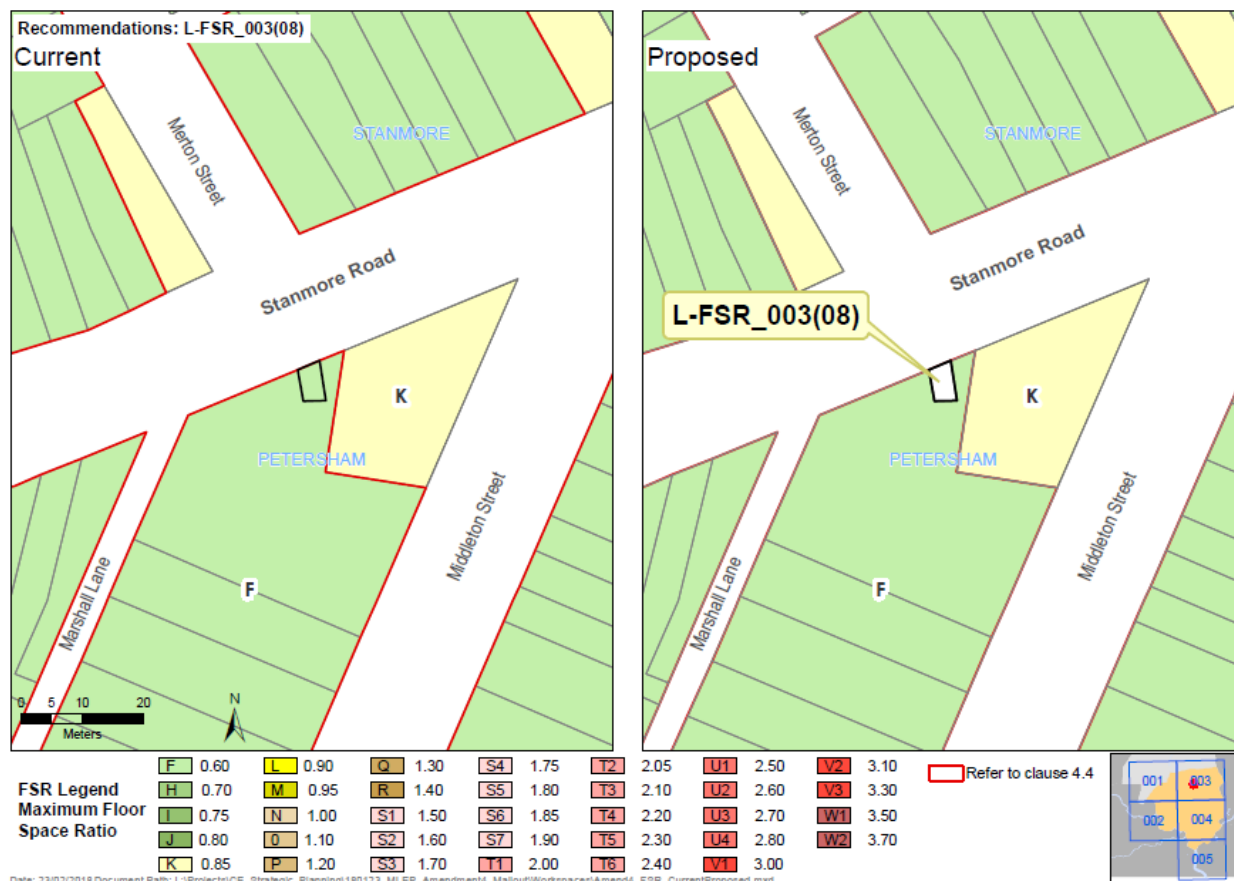 Recommendations: L-FSR_003(08)
Current
Merton Street
STANMORE
Stanmore Road
K
PETERSHAM
Middleton Street
Marshall Lane
F
0 5 10 20
Meters
N
Proposed
Merton Street
STANMORE
Stanmore Road
L-FSR_003(08)
K
PETERSHAM
Middleton Street
Marshall Lane
F
FSR Legend
Maximum Floor
Space Ratio
F 0.60
H 0.70
I 0.75
J 0.80
K 0.85
L 0.90
M 0.95
N 1.00
0 1.10
P 1.20
Q 1.30
R 1.40
S1 1.50
S2 1.60
S3 1.70
S4 1.75
S5 1.80
S6 1.85
S7 1.90
T1 2.00
T2 2.05
T3 2.10
T4 2.20
T5 2.30
T6 2.40
U1 2.50
U2 2.60
U3 2.70
U4 2.80
V1 3.00
V2 3.10
V3 3.30
W1 3.50
W2 3.70
Refer to clause 4.4
001 003
002 004
005